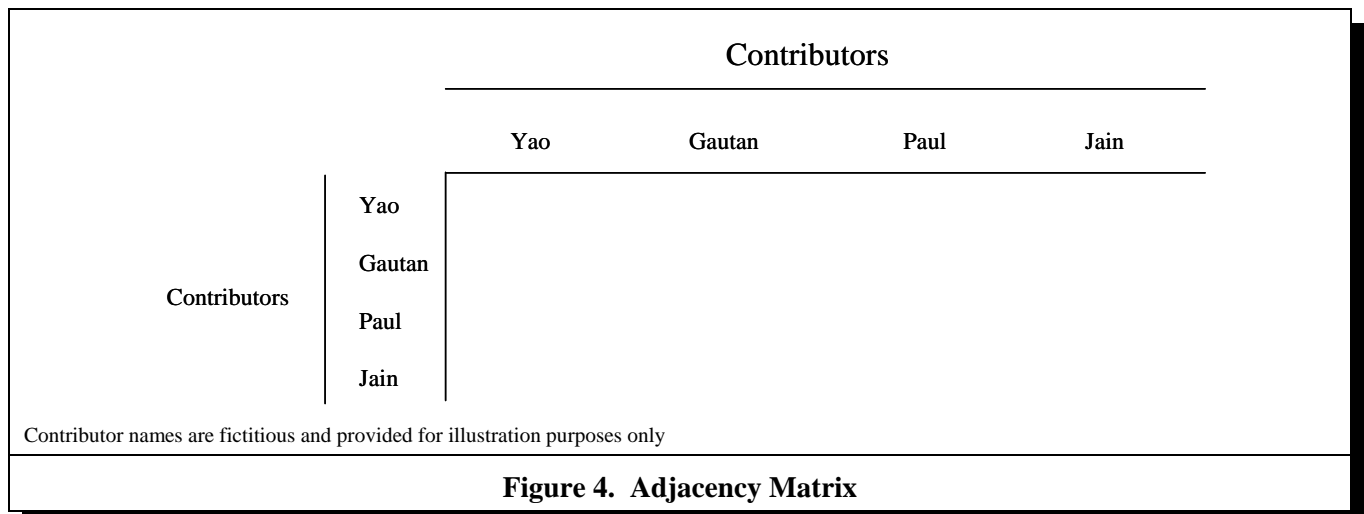 Contributors
Yao Gautan Paul Jain
Yao
Gautan
Contributors
Paul
Jain
Contributor names are fictitious and provided for illustration purposes only
Figure 4. Adjacency Matrix